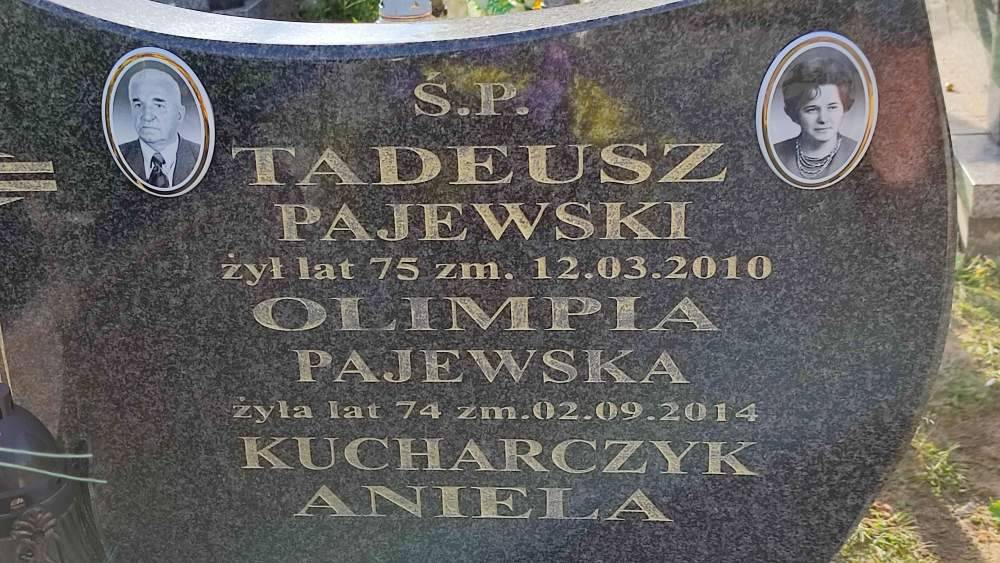 Ś.P.
TADEUSZ
PAJEWSKI
żył lat 75 zm. 12.03.2010
OLIMPIA
PAJEWSKA
żyła lat 74 zm.02.09.2014
KUCHARCZYK
ANIELA